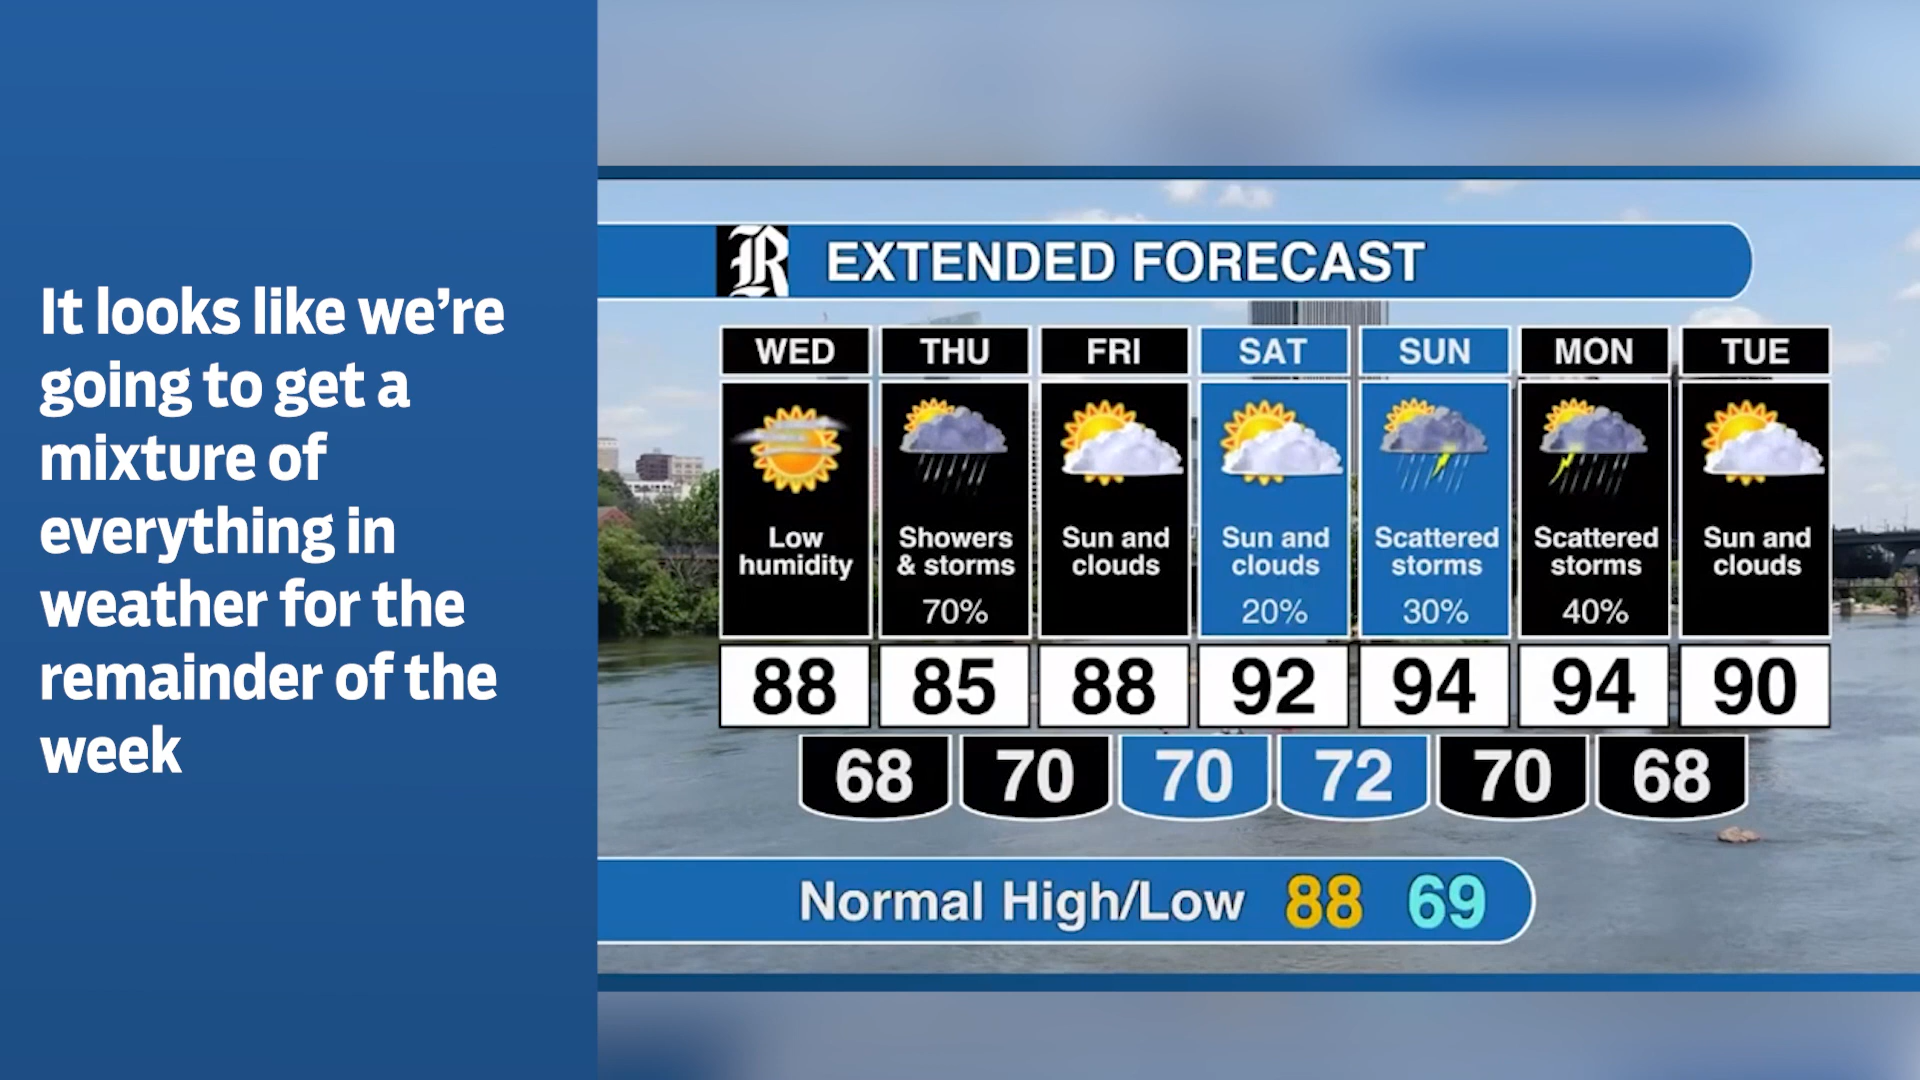 It looks like we’re
going to get a
mixture of
everything in
weather for the
remainder of the
week
R EXTENDED FORECAST
WED THU FRI SAT SUN MON TUE
Low Showers Sun and Sun and Scattered Scattered Sun and
humidity & storms clouds clouds storms storms clouds
70% 20% 30% 40%
88 85 88 92 94 94 90
68 70 70 72 70 68
Normal High/Low 88 69